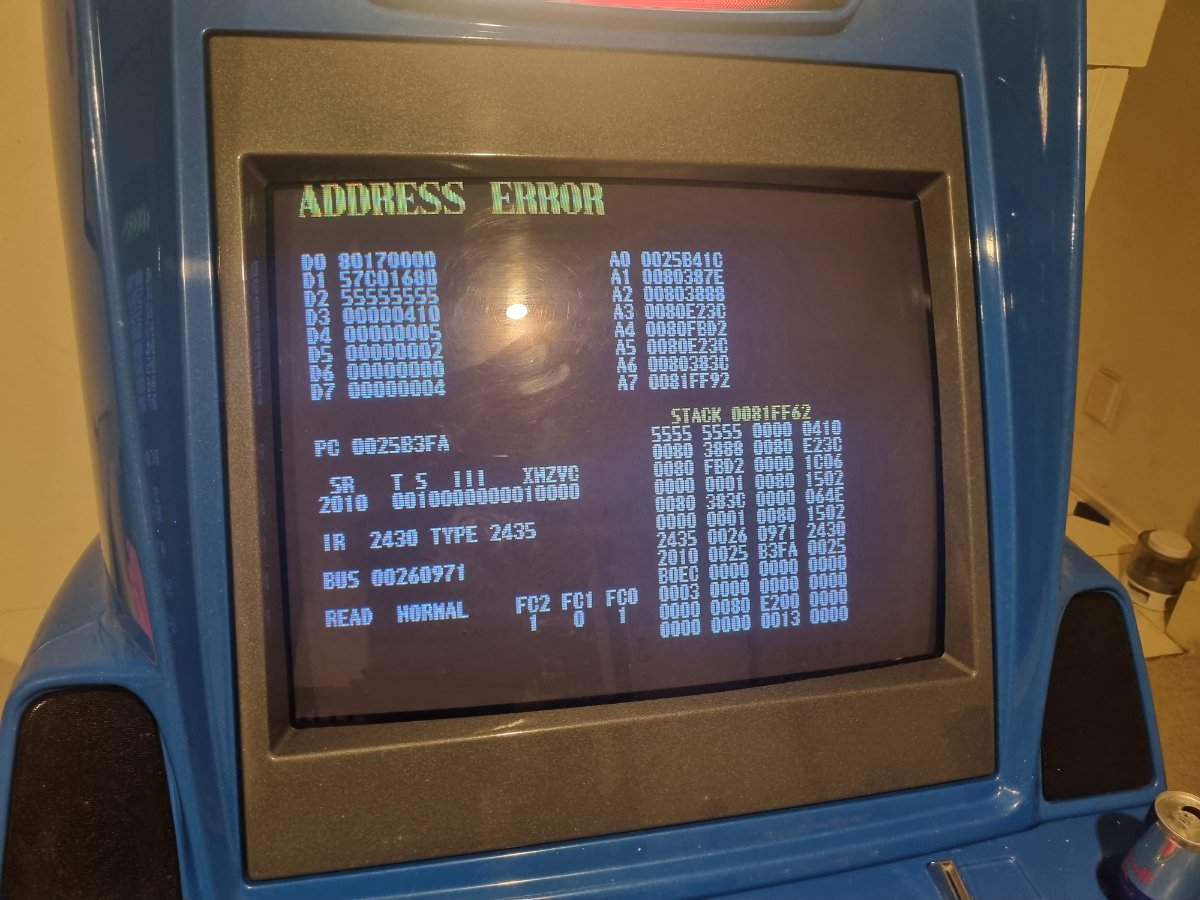 ADDRESS ERROR
D0 80170000
D1 57C01680
D2 55555555
D3 00000410
D4 00000005
D5 00000002
D6 00000000
D7 00000004
A0 0025B41C
A1 0080387E
A2 00803888
A3 0080E23C
A4 0080FBD2
A5 0080E23C
A6 0080383C
A7 0081FF92
PC 0025B3FA
SR T S III XNZVC
2010 0010000000010000
IR 2430 TYPE 2435
BUS 00260971
READ NORMAL
FC2 FC1 FC0
1 0 1
STACK 0081FF62
5555 5555 0000 0410
0080 3888 0080 E23C
0080 FBD2 0000 1CD6
0000 0001 0080 1502
0080 383C 0000 064E
0000 0001 0080 1502
2435 0026 0971 2430
2010 0025 B3FA 0025
B0EC 0000 0000 0000
0003 0000 0000 0000
0000 0080 E200 0000
0000 0000 0013 0000